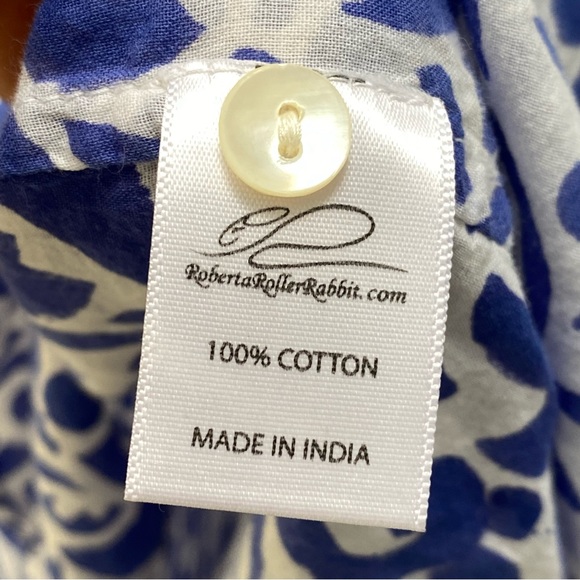 RobertaRollerRabbit.com
100% COTTON
MADE IN INDIA